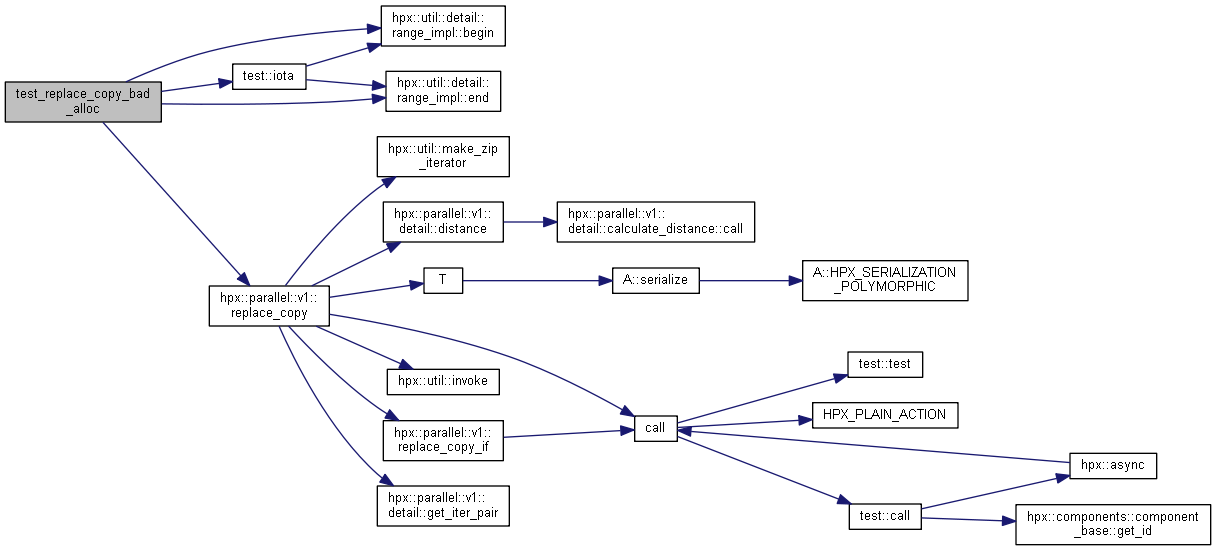 hpx::util::detail::
range_impl::begin
test::iota
hpx::util::detail::
range_impl::end
test_replace_copy_bad
_alloc
hpx::util::make_zip
_iterator
hpx::parallel::v1::
detail::distance
hpx::parallel::v1::
detail::calculate_distance::call
T
A::serialize
A::HPX_SERIALIZATION
_POLYMORPHIC
hpx::parallel::v1::
replace_copy
hpx::util::invoke
test::test
HPX_PLAIN_ACTION
call
hpx::parallel::v1::
replace_copy_if
hpx::async
hpx::parallel::v1::
detail::get_iter_pair
test::call
hpx::components::component
_base::get_id